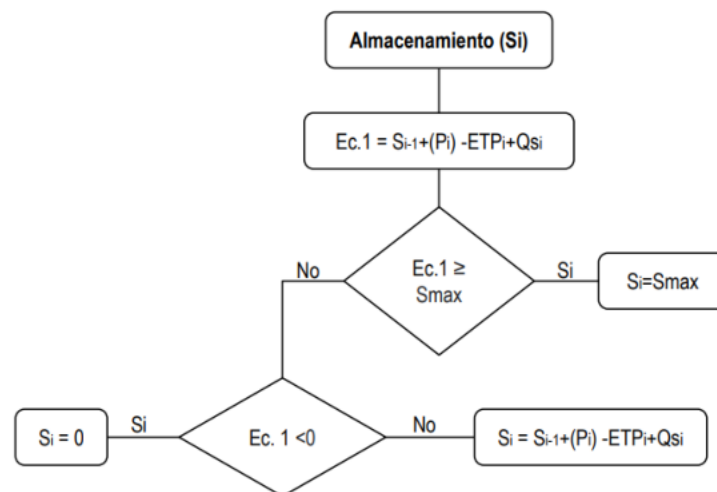 Almacenamiento (Si)
Ec.1 = Si-1+(Pi) -ETPi+Qsi
No
Ec.1 ≥
Smax
Si
Si=Smax
Si = 0
Si
Ec. 1 <0
No
Si = Si-1+(Pi) -ETPi+Qsi